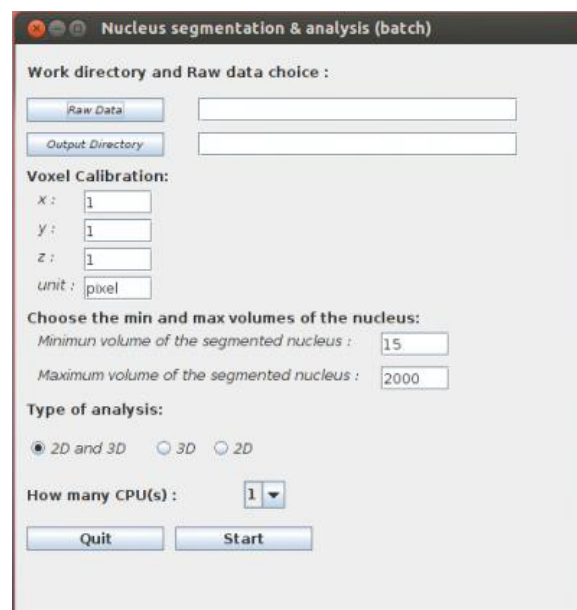 Nucleus segmentation & analysis (batch)
Work directory and Raw data choice :
Raw Data
Output Directory
Voxel Calibration:
x : 1
y : 1
z : 1
unit : pixel
Choose the min and max volumes of the nucleus:
Minimun volume of the segmented nucleus : 15
Maximum volume of the segmented nucleus : 2000
Type of analysis:
2D and 3D 3D 2D
How many CPU(s) : 1
Quit Start